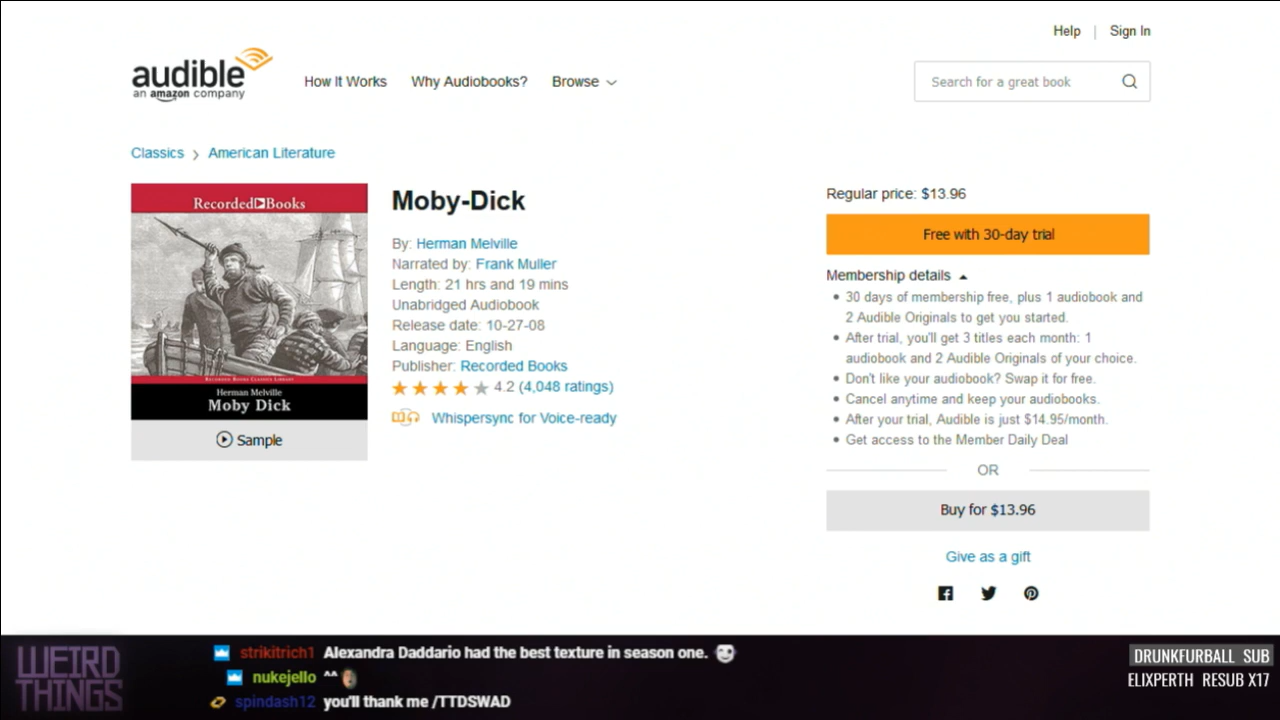 Help | Sign In
audible
an amazon company
How It Works Why Audiobooks? Browse
Search for a great book
Classics > American Literature
Recorded Books
RECORDED BOOKS CLASSICS LIBRARY
Herman Melville
Moby Dick
Sample
Moby-Dick
By: Herman Melville
Narrated by: Frank Muller
Length: 21 hrs and 19 mins
Unabridged Audiobook
Release date: 10-27-08
Language: English
Publisher: Recorded Books
4.2 (4,048 ratings)
Whispersync for Voice-ready
Regular price: $13.96
Free with 30-day trial
Membership details
• 30 days of membership free, plus 1 audiobook and
2 Audible Originals to get you started.
• After trial, you'll get 3 titles each month: 1
audiobook and 2 Audible Originals of your choice.
• Don't like your audiobook? Swap it for free.
• Cancel anytime and keep your audiobooks.
• After your trial, Audible is just $14.95/month.
• Get access to the Member Daily Deal
OR
Buy for $13.96
Give as a gift
WEIRD
THINGS
strikitrich1 Alexandra Daddario had the best texture in season one.
nukejello ^^
spindash12 you'll thank me /TTDSWAD
DRUNKFURBALL SUB
ELIXPERTH RESUB X17